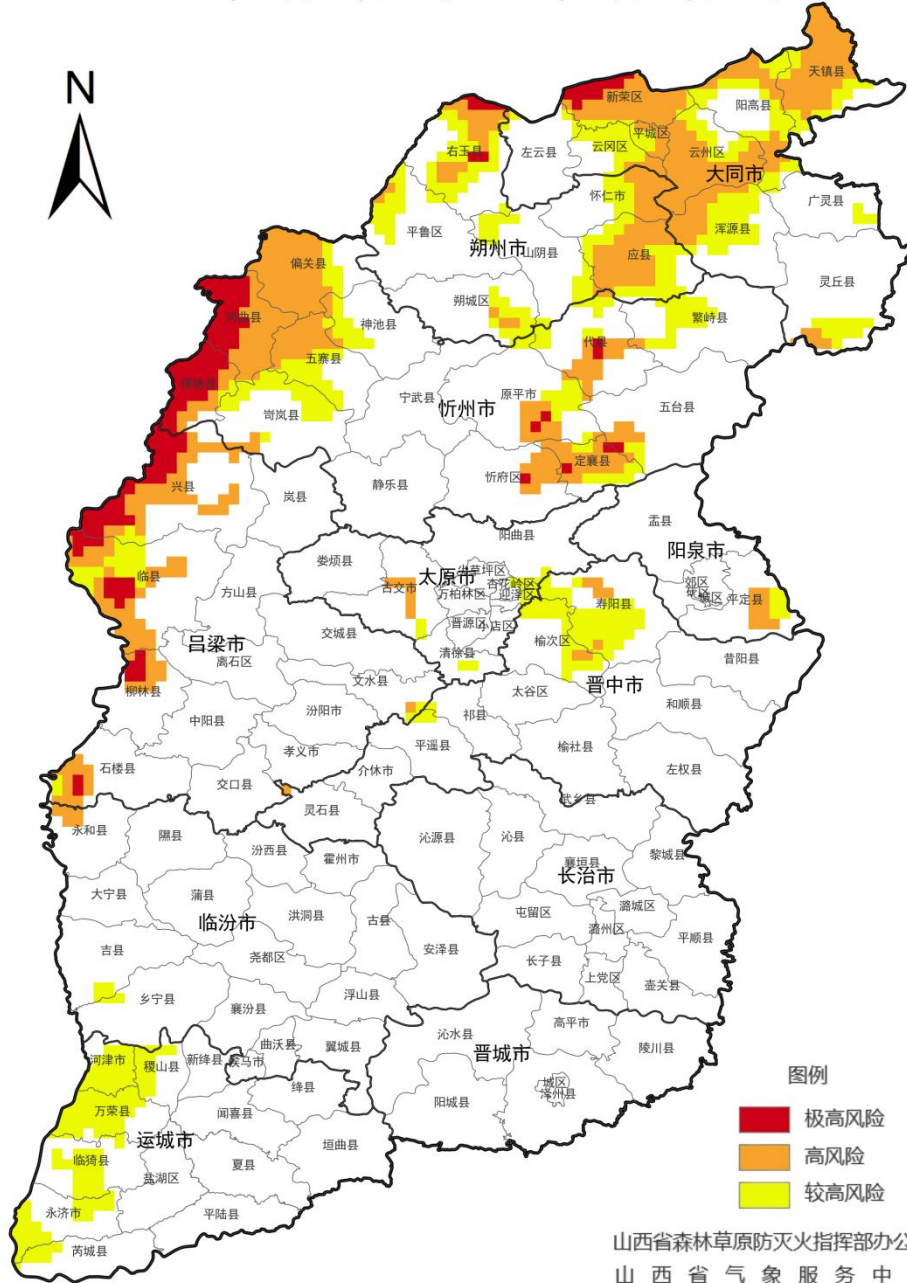 N
天镇县
新荣区
阳高县
平城区
右玉县
左云县
云冈区
云州区
大同市
怀仁市
广灵县
平鲁区
朔州市
山阴县
应县
浑源县
偏关县
灵丘县
朔城区
神池县
繁峙县
代县
五寨县
宁武县
原平市
忻州市
五台县
岢岚县
定襄县
兴县
岚县
静乐县
忻府区
盂县
阳曲县
阳泉市
娄烦县
太原市
尖草坪区
临县
古交市
万柏林区
杏花岭区
迎泽区
郊区
城区
平定县
方山县
寿阳县
晋源区
小店区
交城县
吕梁市
榆次区
离石区
清徐县
昔阳县
文水县
晋中市
柳林县
太谷区
和顺县
中阳县
汾阳市
祁县
孝义市
平遥县
榆社县
石楼县
交口县
介休市
左权县
灵石县
武乡县
永和县
隰县
汾西县
沁源县
沁县
霍州市
襄垣县
黎城县
长治市
大宁县
蒲县
临汾市
洪洞县
古县
屯留区
潞城区
潞州区
平顺县
吉县
尧都区
安泽县
长子县
上党区
壶关县
乡宁县
浮山县
襄汾县
沁水县
高平市
曲沃县
翼城县
晋城市
陵川县
河津市
稷山县
新绛县
侯马市
绛县
城区
泽州县
阳城县
万荣县
闻喜县
运城市
垣曲县
临猗县
盐湖区
夏县
永济市
平陆县
芮城县
图例
极高风险
高风险
较高风险
山西省森林草原防灭火指挥部办公
山西省气象服务中